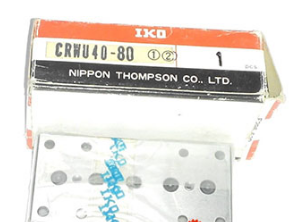 IKO
CRWU40-80 ①② 1
NIPPON THOMPSON CO., LTD.